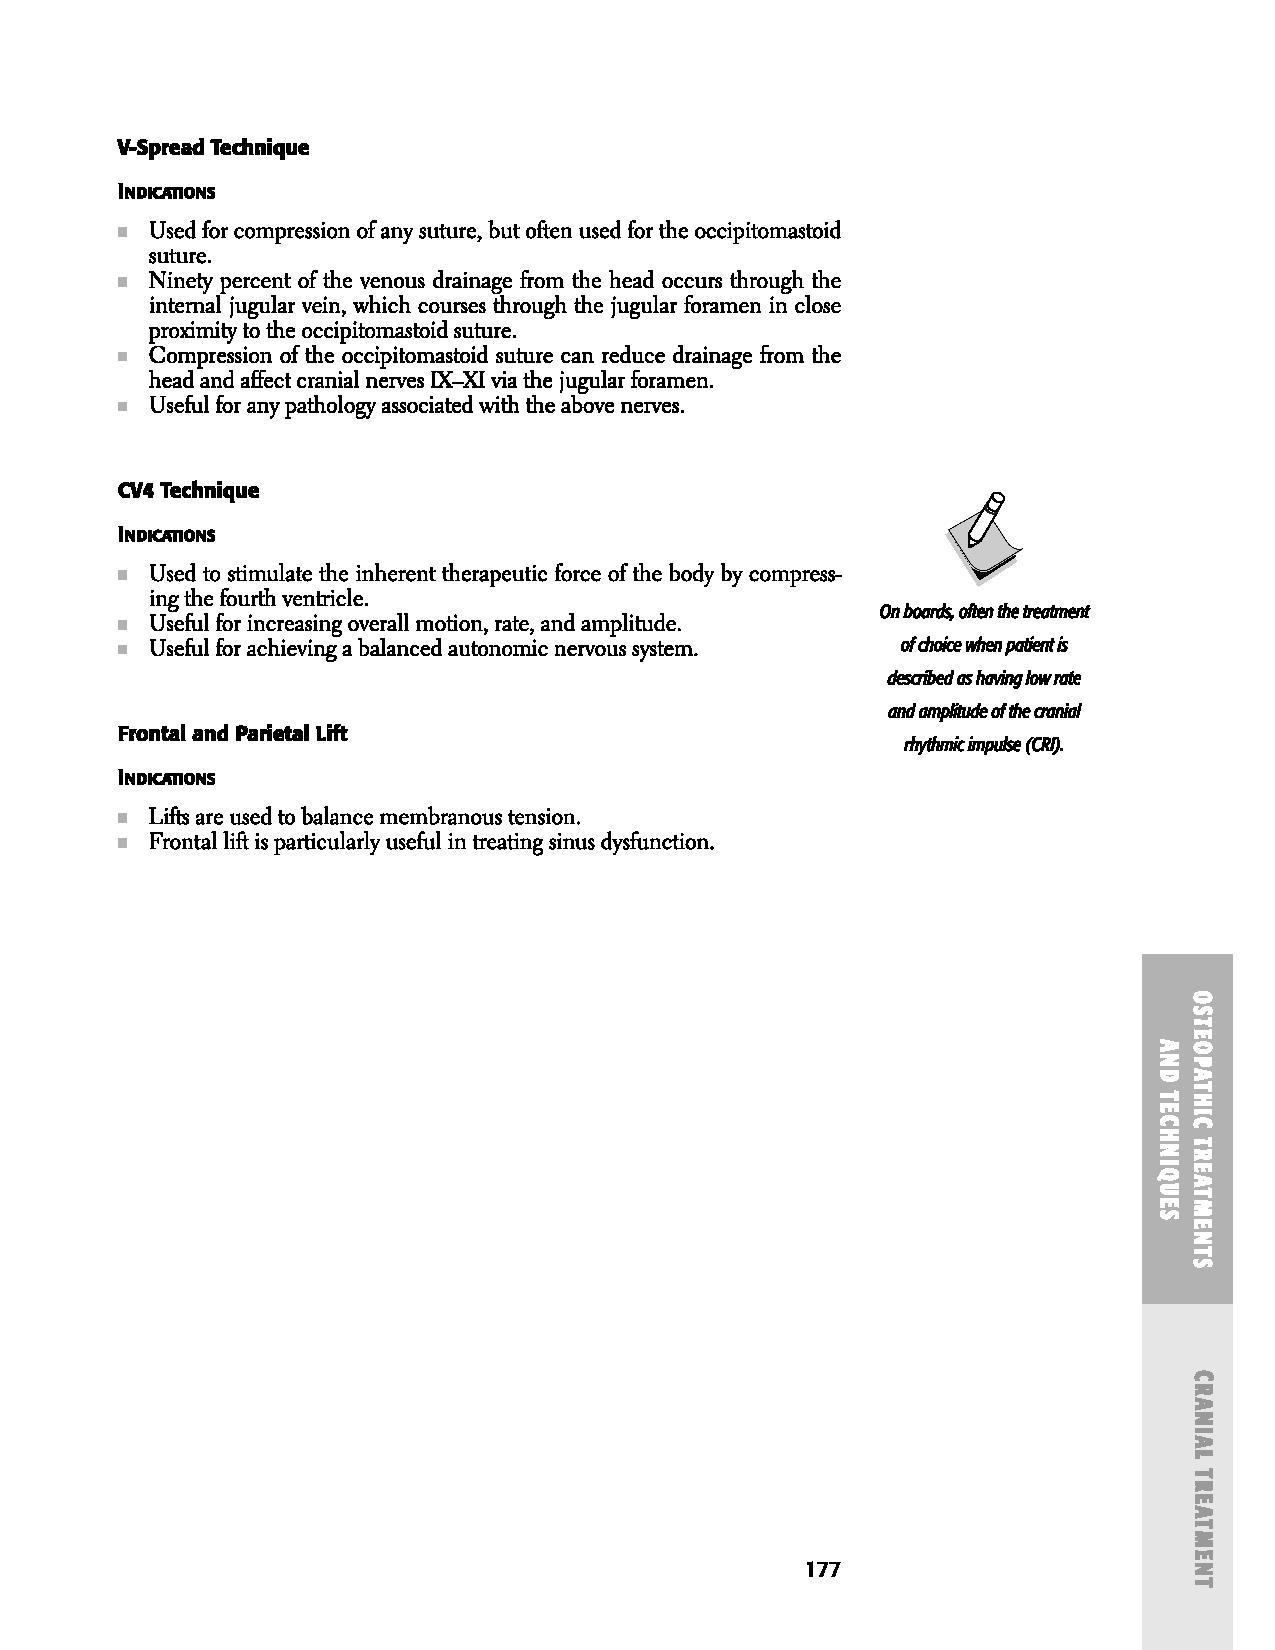 V-Spread Technique
INDICATIONS
■ Used for compression of any suture, but often used for the occipitomastoid
suture.
■ Ninety percent of the venous drainage from the head occurs through the
internal jugular vein, which courses through the jugular foramen in close
proximity to the occipitomastoid suture.
■ Compression of the occipitomastoid suture can reduce drainage from the
head and affect cranial nerves IX–XI via the jugular foramen.
■ Useful for any pathology associated with the above nerves.
CV4 Technique
INDICATIONS
■ Used to stimulate the inherent therapeutic force of the body by compress-
ing the fourth ventricle.
■ Useful for increasing overall motion, rate, and amplitude.
■ Useful for achieving a balanced autonomic nervous system.
Frontal and Parietal Lift
INDICATIONS
■ Lifts are used to balance membranous tension.
■ Frontal lift is particularly useful in treating sinus dysfunction.
On boards, often the treatment
of choice when patient is
described as having low rate
and amplitude of the cranial
rhythmic impulse (CRI).
OSTEOPATHIC TREATMENTS
AND TECHNIQUES
CRANIAL TREATMENT
177